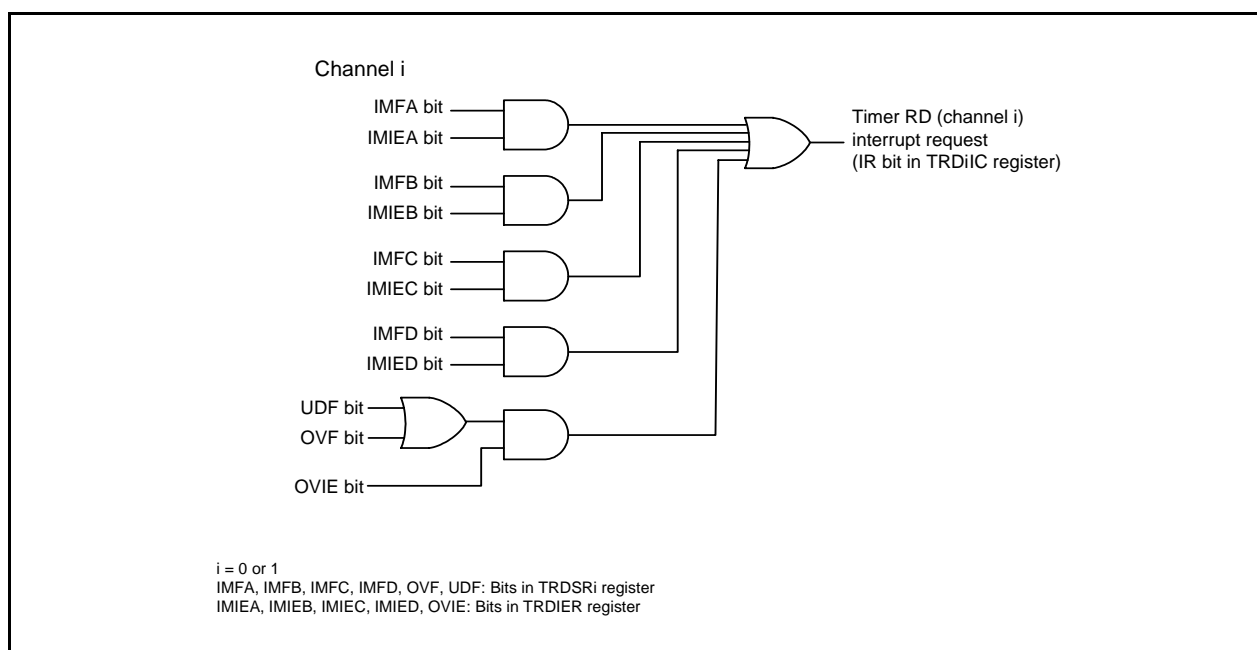 Channel i
IMFA bit
IMIEA bit
IMFB bit
IMIEB bit
IMFC bit
IMIEC bit
IMFD bit
IMIED bit
UDF bit
OVF bit
OVIE bit
Timer RD (channel i)
interrupt request
(IR bit in TRDiIC register)
i = 0 or 1
IMFA, IMFB, IMFC, IMFD, OVF, UDF: Bits in TRDSRi register
IMIEA, IMIEB, IMIEC, IMIED, OVIE: Bits in TRDIER register